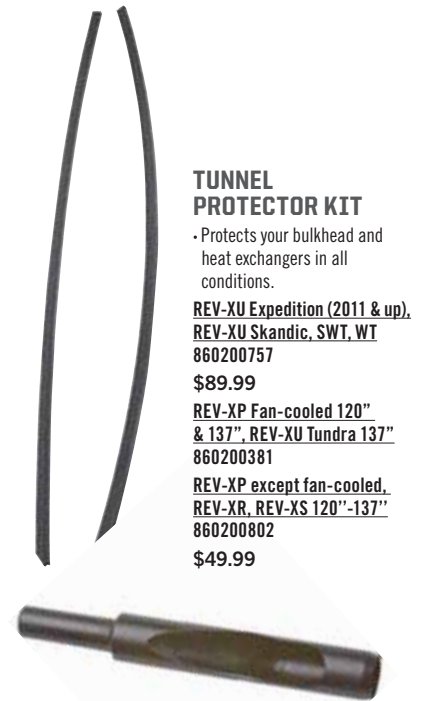 TUNNEL
PROTECTOR KIT
• Protects your bulkhead and
heat exchangers in all
conditions.
REV-XU Expedition (2011 & up),
REV-XU Skandic, SWT, WT
860200757
$89.99
REV-XP Fan-cooled 120”
& 137”, REV-XU Tundra 137”
860200381
REV-XP except fan-cooled,
REV-XR, REV-XS 120’’-137’’
860200802
$49.99